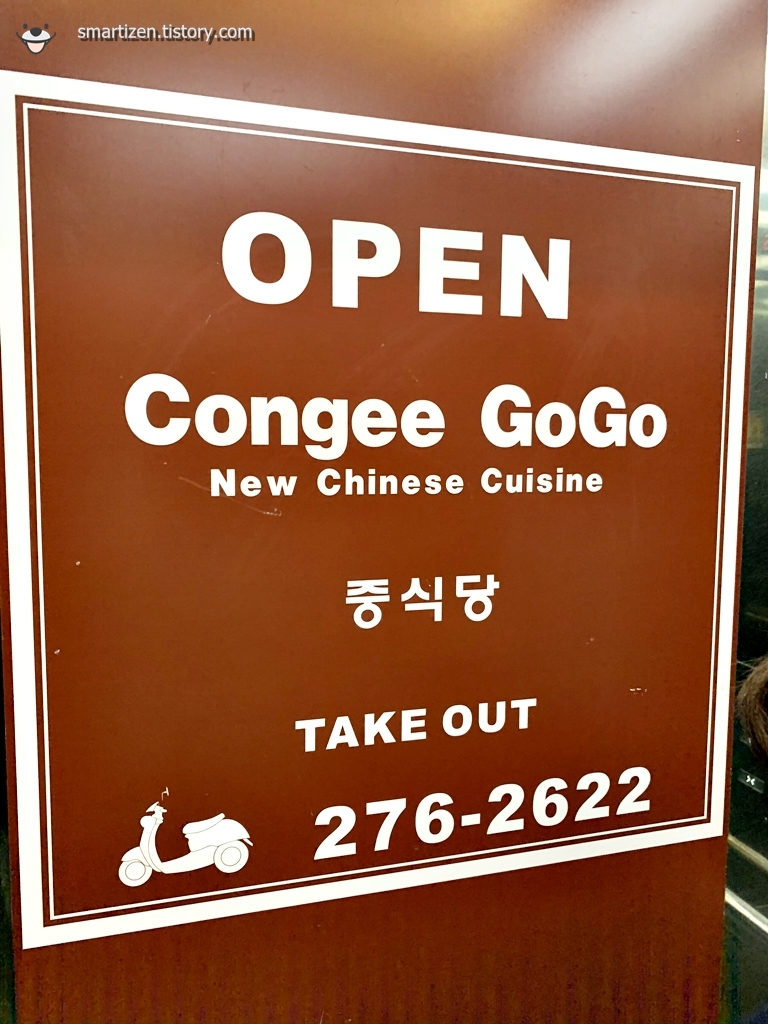 smartizen.tistory.com
OPEN
Congee GoGo
New Chinese Cuisine
중식당
TAKE OUT
276-2622